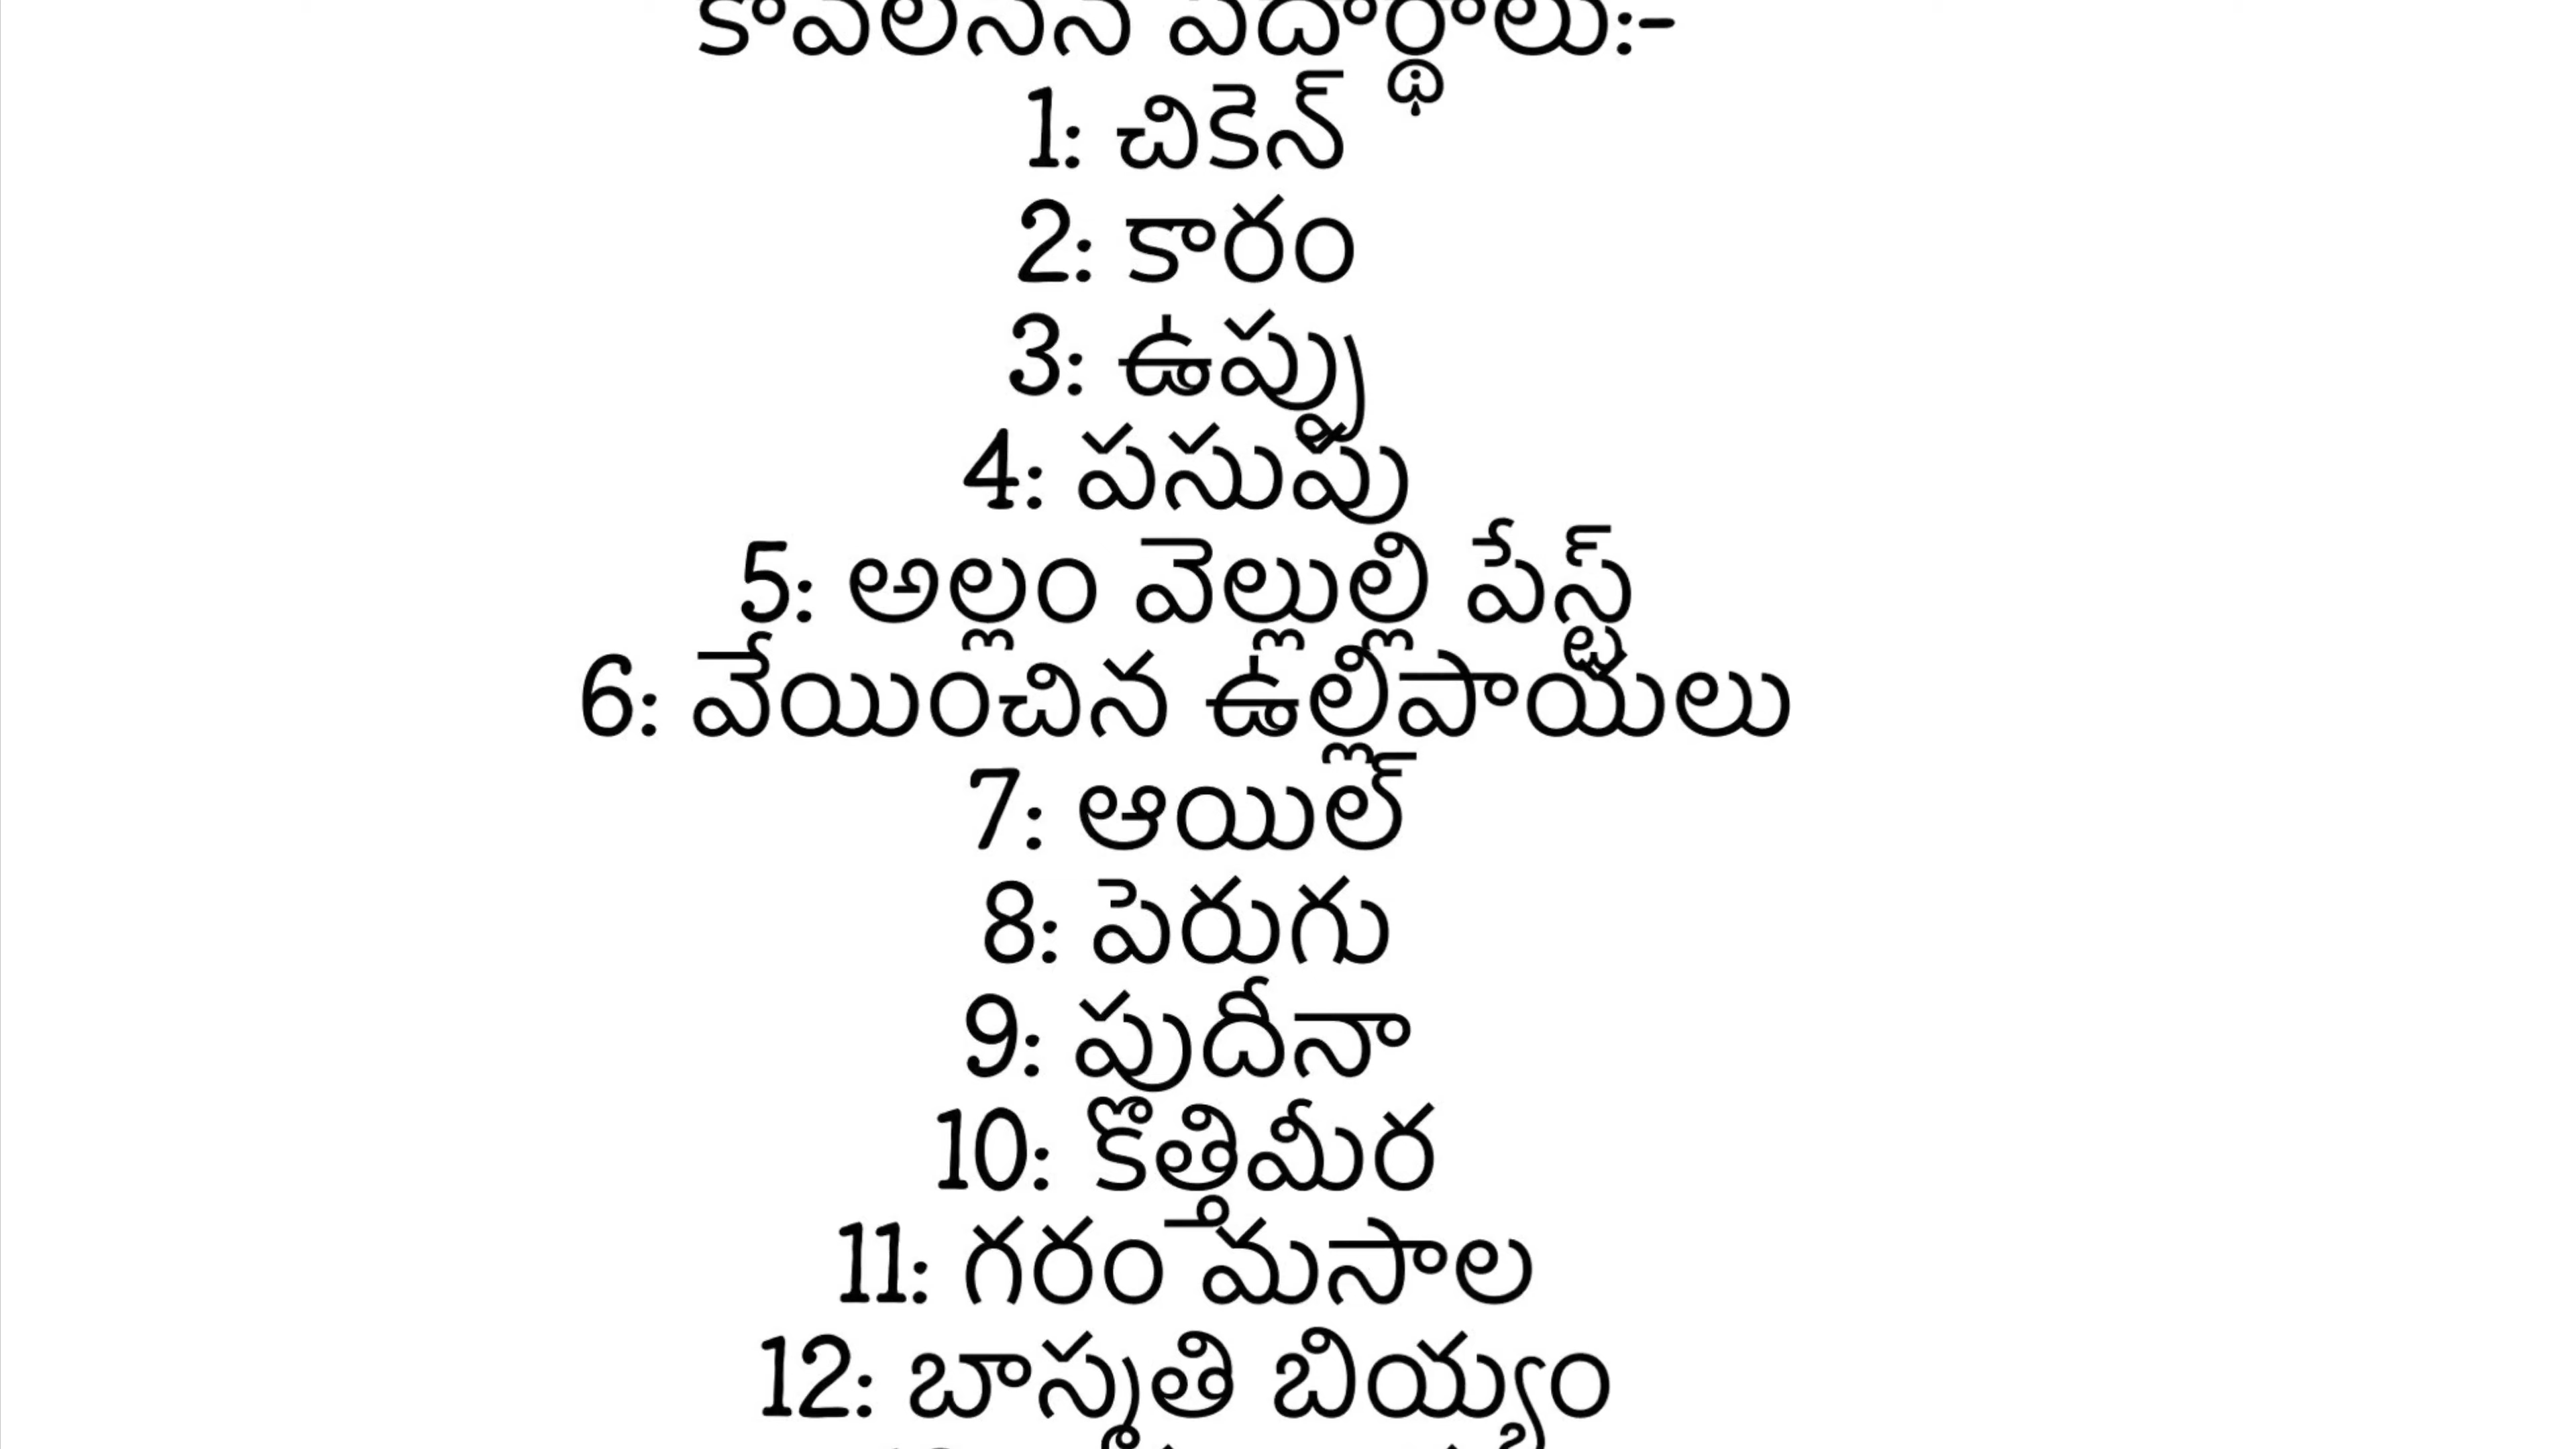 కావలసిన పదార్థాలు:-
1: చికెన్
2: కారం
3: ఉప్పు
4: పసుపు
5: అల్లం వెల్లుల్లి పేస్ట్
6: వేయించిన ఉల్లిపాయలు
7: ఆయిల్
8: పెరుగు
9: పుదీనా
10: కొత్తిమీర
11: గరం మసాల
12: బాస్మతి బియ్యం